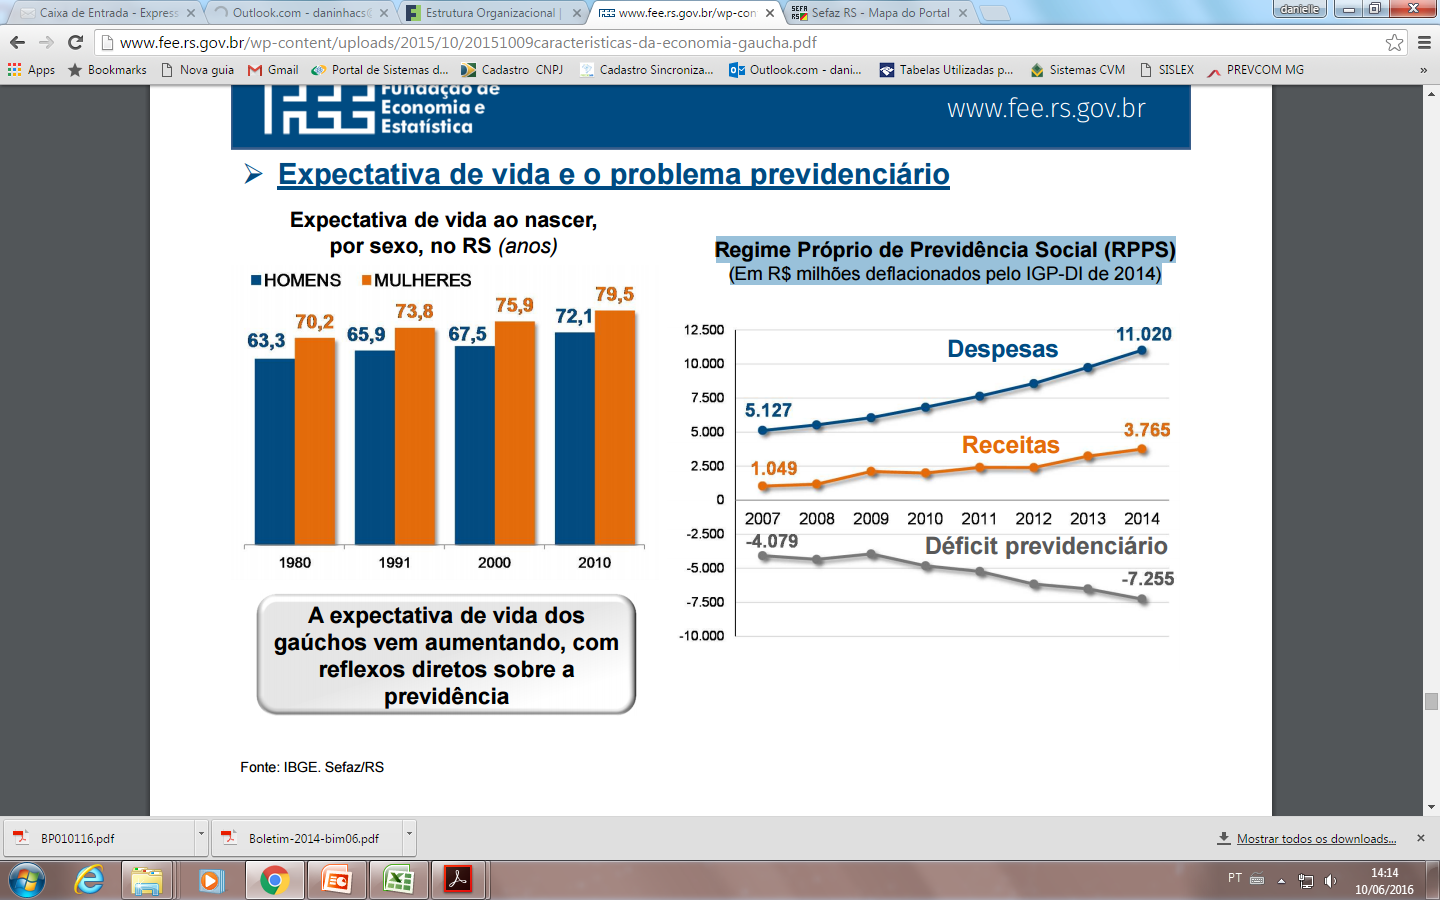 Caixa de Entrada - Express
Outlook.com - daninhacs@
Estrutura Organizacional |
www.fee.rs.gov.br/wp-con
Sefaz RS - Mapa do Portal
danielle
www.fee.rs.gov.br/wp-content/uploads/2015/10/20151009caracteristicas-da-economia-gaucha.pdf
Apps
Bookmarks
Nova guia
Gmail
Portal de Sistemas d...
Cadastro CNPJ
Cadastro Sincroniza...
Outlook.com - dani...
Tabelas Utilizadas p...
Sistemas CVM
SISLEX
PREVCOM MG
»
FEE
Fundação de
Economia e
Estatística
www.fee.rs.gov.br
Expectativa de vida e o problema previdenciário
Expectativa de vida ao nascer,
por sexo, no RS (anos)
HOMENS
MULHERES
63,3
70,2
65,9
73,8
67,5
75,9
72,1
79,5
1980
1991
2000
2010
A expectativa de vida dos
gaúchos vem aumentando, com
reflexos diretos sobre a
previdência
Regime Próprio de Previdência Social (RPPS)
(Em R$ milhões deflacionados pelo IGP-DI de 2014)
12.500
10.000
7.500
5.000
2.500
0
-2.500
-5.000
-7.500
-10.000
Despesas
11.020
5.127
Receitas
3.765
1.049
2007
2008
2009
2010
2011
2012
2013
2014
-4.079
Déficit previdenciário
-7.255
Fonte: IBGE. Sefaz/RS
BP010116.pdf
Boletim-2014-bim06.pdf
Mostrar todos os downloads...
PT
14:14
10/06/2016